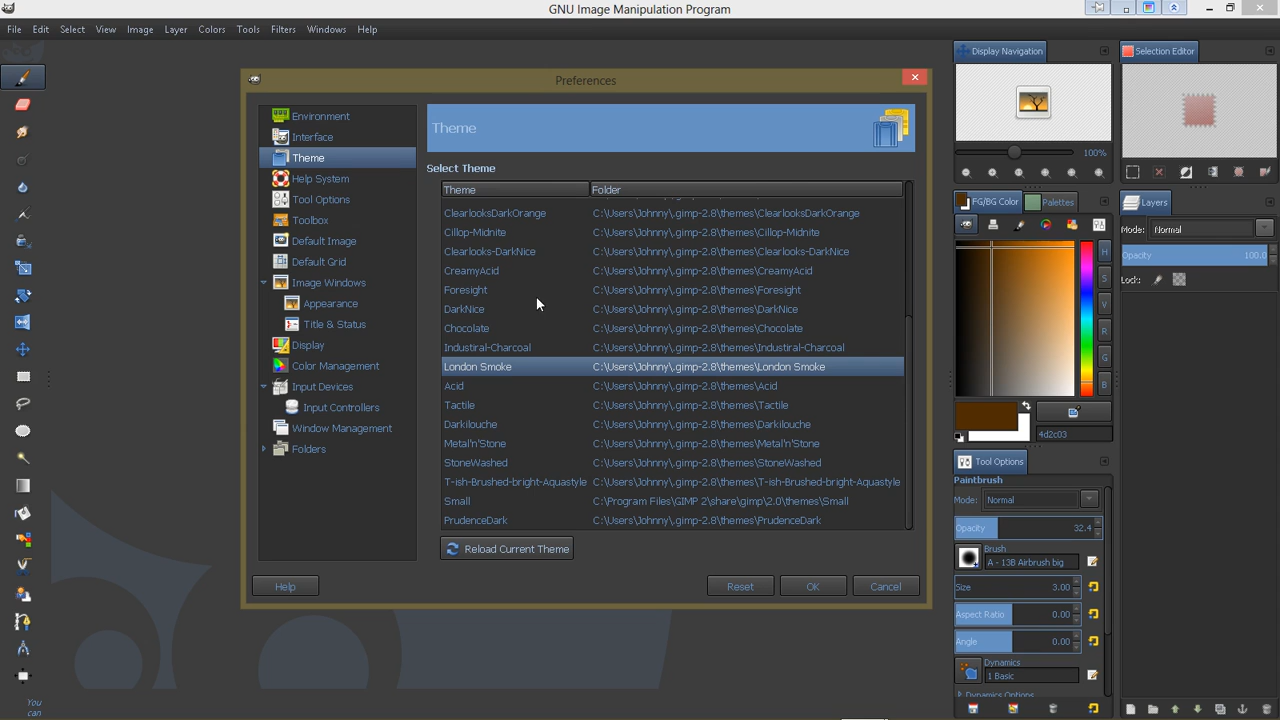 GNU Image Manipulation Program
File Edit Select View Image Layer Colors Tools Filters Windows Help
Preferences
Environment
Interface
Theme
Help System
Tool Options
Toolbox
Default Image
Default Grid
Image Windows
Appearance
Title & Status
Display
Color Management
Input Devices
Input Controllers
Window Management
Folders
Theme
Select Theme
Theme Folder
ClearlooksDarkOrange C:\Users\Johnny\.gimp-2.8\themes\ClearlooksDarkOrange
Cillop-Midnite C:\Users\Johnny\.gimp-2.8\themes\Cillop-Midnite
Clearlooks-DarkNice C:\Users\Johnny\.gimp-2.8\themes\Clearlooks-DarkNice
CreamyAcid C:\Users\Johnny\.gimp-2.8\themes\CreamyAcid
Foresight C:\Users\Johnny\.gimp-2.8\themes\Foresight
DarkNice C:\Users\Johnny\.gimp-2.8\themes\DarkNice
Chocolate C:\Users\Johnny\.gimp-2.8\themes\Chocolate
Industiral-Charcoal C:\Users\Johnny\.gimp-2.8\themes\Industiral-Charcoal
London Smoke C:\Users\Johnny\.gimp-2.8\themes\London Smoke
Acid C:\Users\Johnny\.gimp-2.8\themes\Acid
Tactile C:\Users\Johnny\.gimp-2.8\themes\Tactile
Darkilouche C:\Users\Johnny\.gimp-2.8\themes\Darkilouche
Metal'n'Stone C:\Users\Johnny\.gimp-2.8\themes\Metal'n'Stone
StoneWashed C:\Users\Johnny\.gimp-2.8\themes\StoneWashed
T-ish-Brushed-bright-Aquastyle C:\Users\Johnny\.gimp-2.8\themes\T-ish-Brushed-bright-Aquastyle
Small C:\Program Files\GIMP 2\share\gimp\2.0\themes\Small
PrudenceDark C:\Users\Johnny\.gimp-2.8\themes\PrudenceDark
Reload Current Theme
Help Reset OK Cancel
You
can
Display Navigation
100%
FG/BG Color Palettes
H
S
V
R
G
B
4d2c03
Tool Options
Paintbrush
Mode: Normal
Opacity 32.4
Brush
A - 13B Airbrush big
Size 3.00
Aspect Ratio 0.00
Angle 0.00
Dynamics
1 Basic
Dynamics Options
Selection Editor
Layers
Mode: Normal
Opacity 100.0
Lock: